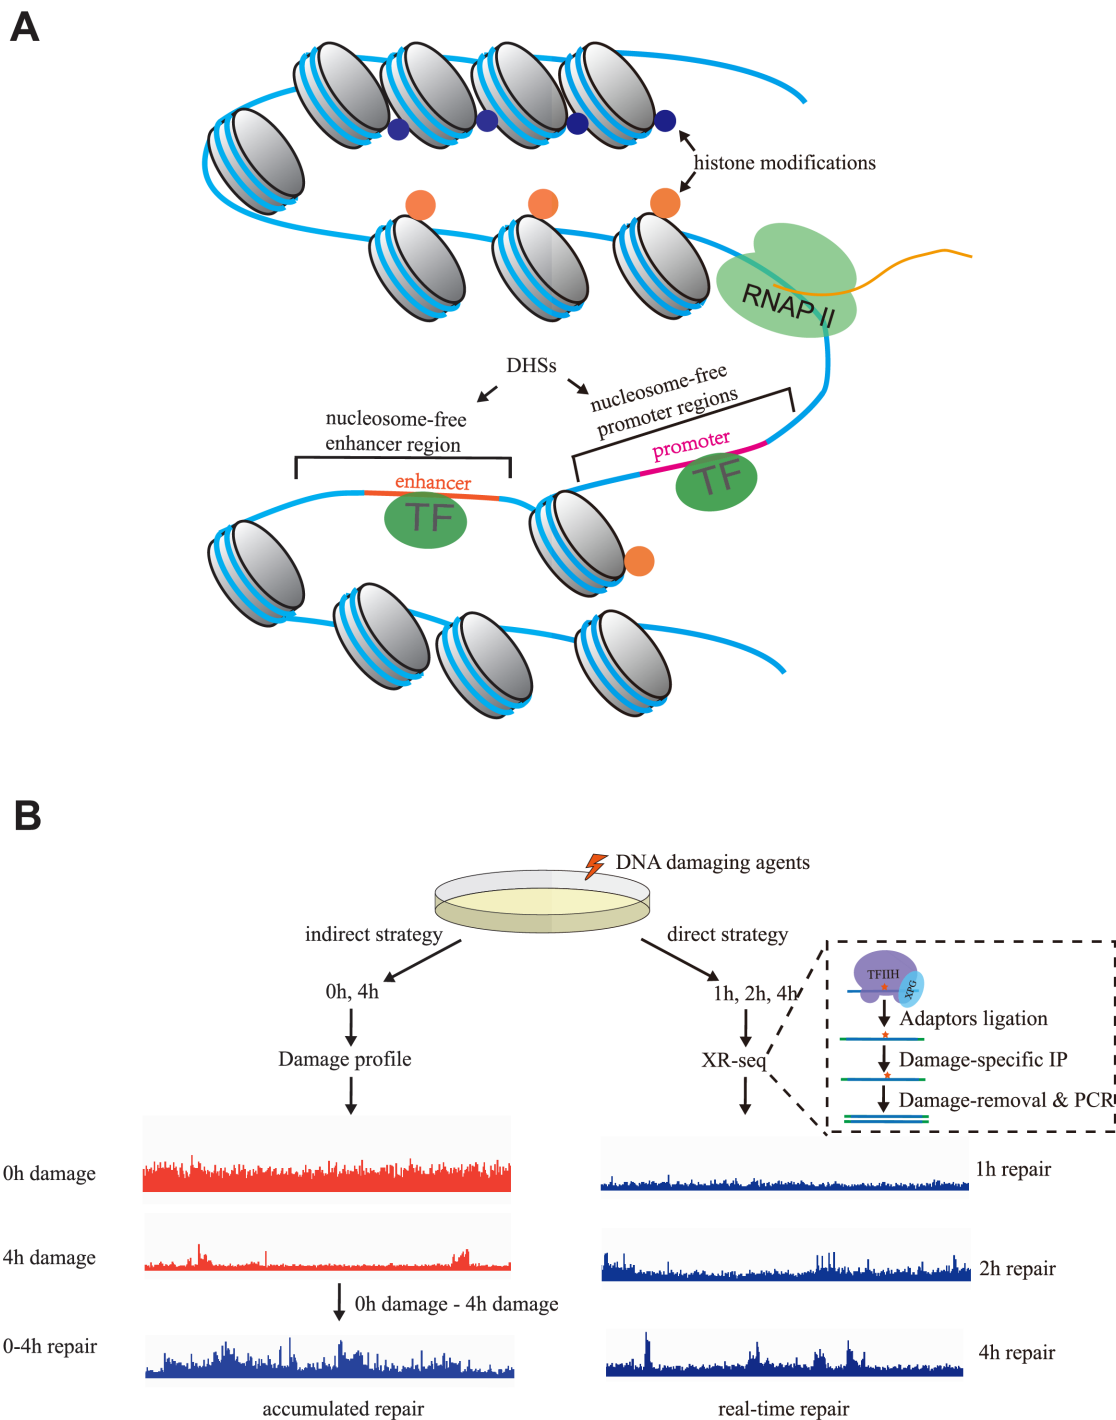 A
histone modifications
RNAP II
DHSs
nucleosome-free
enhancer region
nucleosome-free
promoter regions
promoter
TF
enhancer
TF
B
DNA damaging agents
indirect strategy
direct strategy
0h, 4h
1h, 2h, 4h
TFIIH
XPG
Adaptors ligation
Damage profile
XR-seq
Damage-specific IP
Damage-removal & PCR
0h damage
1h repair
4h damage
2h repair
0h damage - 4h damage
0-4h repair
4h repair
accumulated repair
real-time repair